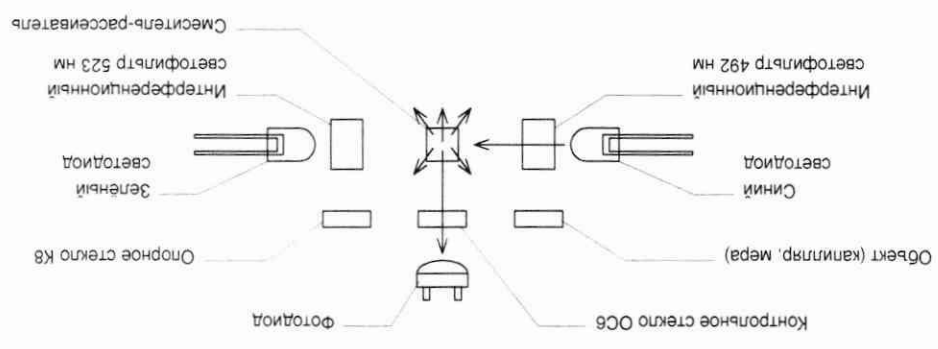 Контрольное стекло ОС6
Фотодиод
Объект (капилляр, мера)
Опорное стекло К8
Синий
светодиод
Зелёный
светодиод
Интерференционный
светофильтр 492 нм
Интерференционный
светофильтр 523 нм
Смеситель-рассеиватель